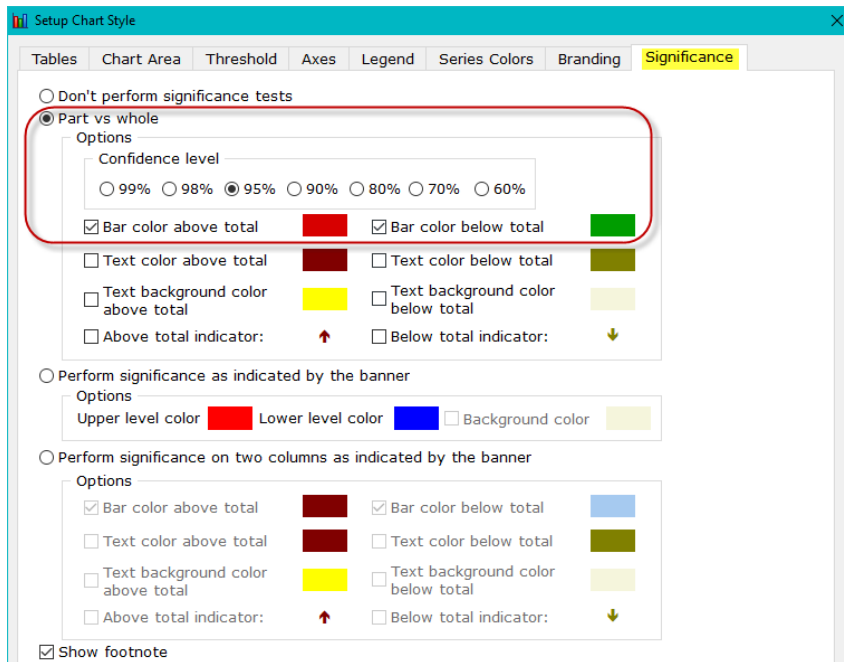 Setup Chart Style
Tables Chart Area Threshold Axes Legend Series Colors Branding Significance
Don't perform significance tests
Part vs whole
Options
Confidence level
99% 98% 95% 90% 80% 70% 60%
Bar color above total Bar color below total
Text color above total Text color below total
Text background color above total Text background color below total
Above total indicator: Below total indicator:
Perform significance as indicated by the banner
Options
Upper level color Lower level color Background color
Perform significance on two columns as indicated by the banner
Options
Bar color above total Bar color below total
Text color above total Text color below total
Text background color above total Text background color below total
Above total indicator: Below total indicator:
Show footnote